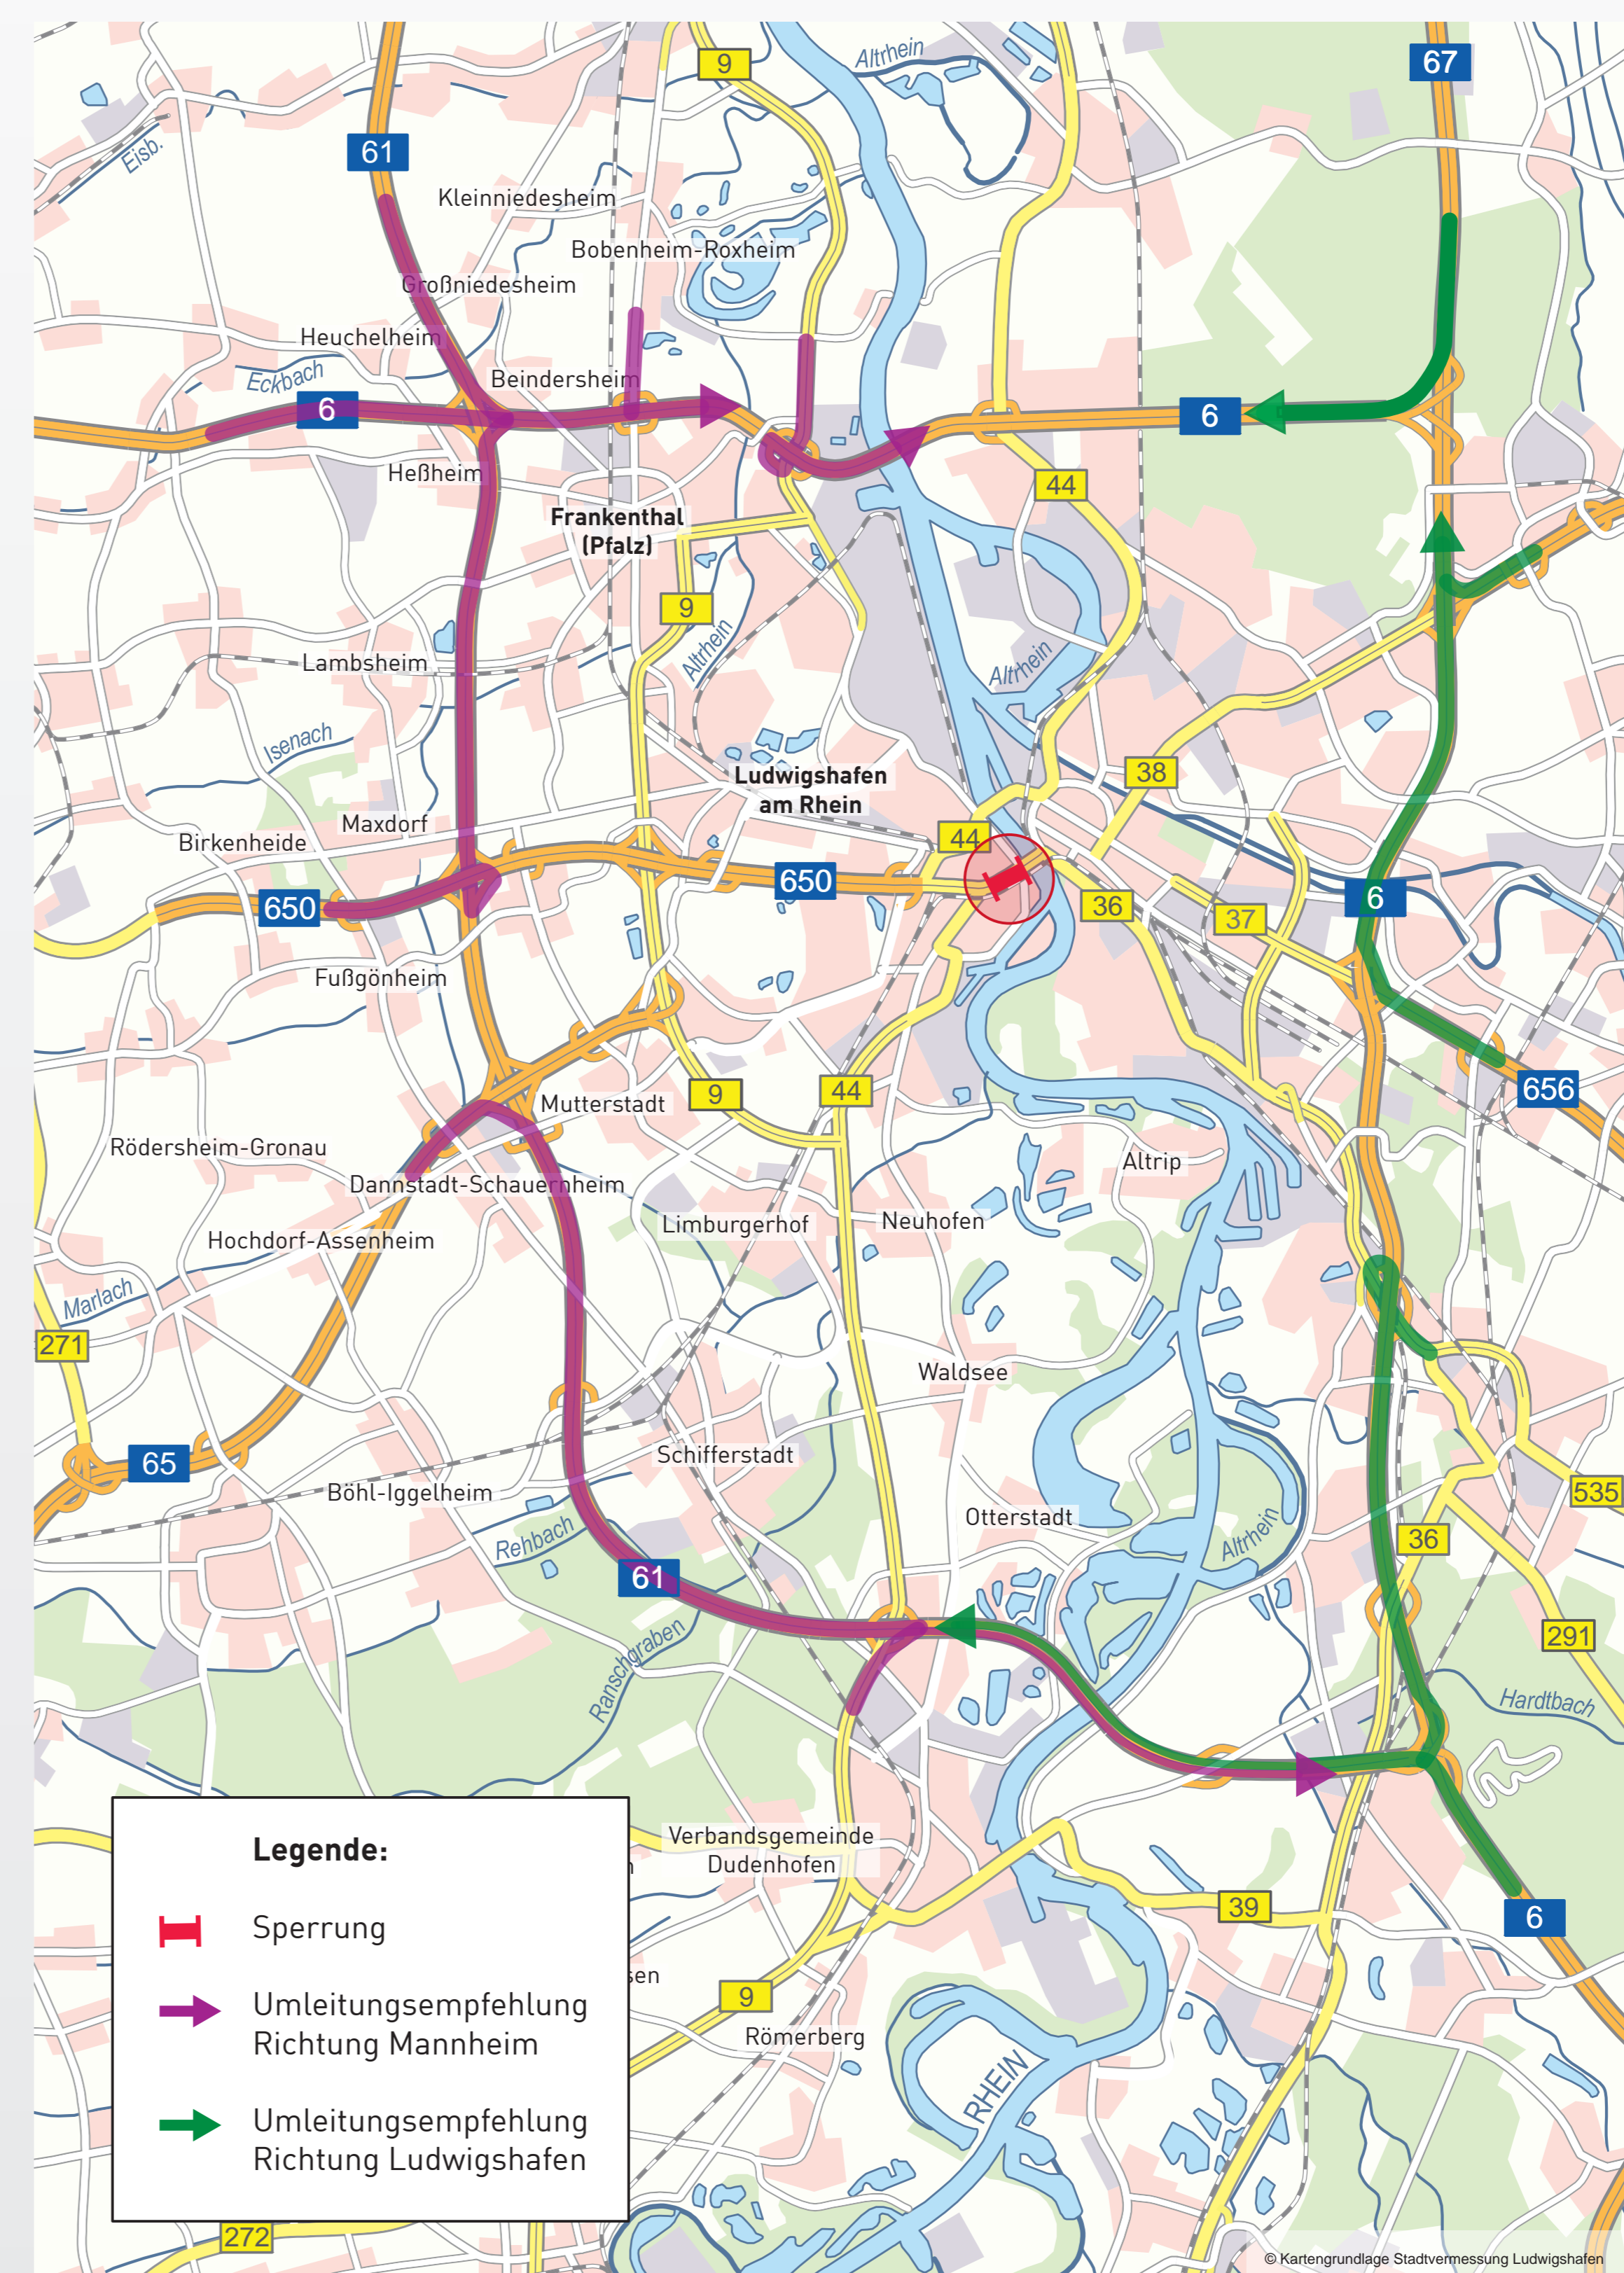 9
Altrhein
67
Eisb.
61
Kleinniedesheim
Bobenheim-Roxheim
Großniedesheim
Heuchelheim
Eckbach
Beindersheim
6
6
Heßheim
44
Frankenthal
(Pfalz)
9
Altrhein
Altrhein
Lambsheim
Isenach
Ludwigshafen
am Rhein
38
Maxdorf
Birkenheide
44
650
650
36
37
6
Fußgönheim
9
44
656
Mutterstadt
Rödersheim-Gronau
Altrip
Dannstadt-Schauernheim
Limburgerhof
Neuhofen
Hochdorf-Assenheim
Marlach
271
Waldsee
65
Schifferstadt
Böhl-Iggelheim
535
Otterstadt
Rehbach
Altrhein
36
61
291
Ranschgraben
Hardtbach
Verbandsgemeinde
Dudenhofen
39
6
sen
9
Römerberg
RHEIN
Legende:
Sperrung
Umleitungsempfehlung
Richtung Mannheim
Umleitungsempfehlung
Richtung Ludwigshafen
272
© Kartengrundlage Stadtvermessung Ludwigshafen